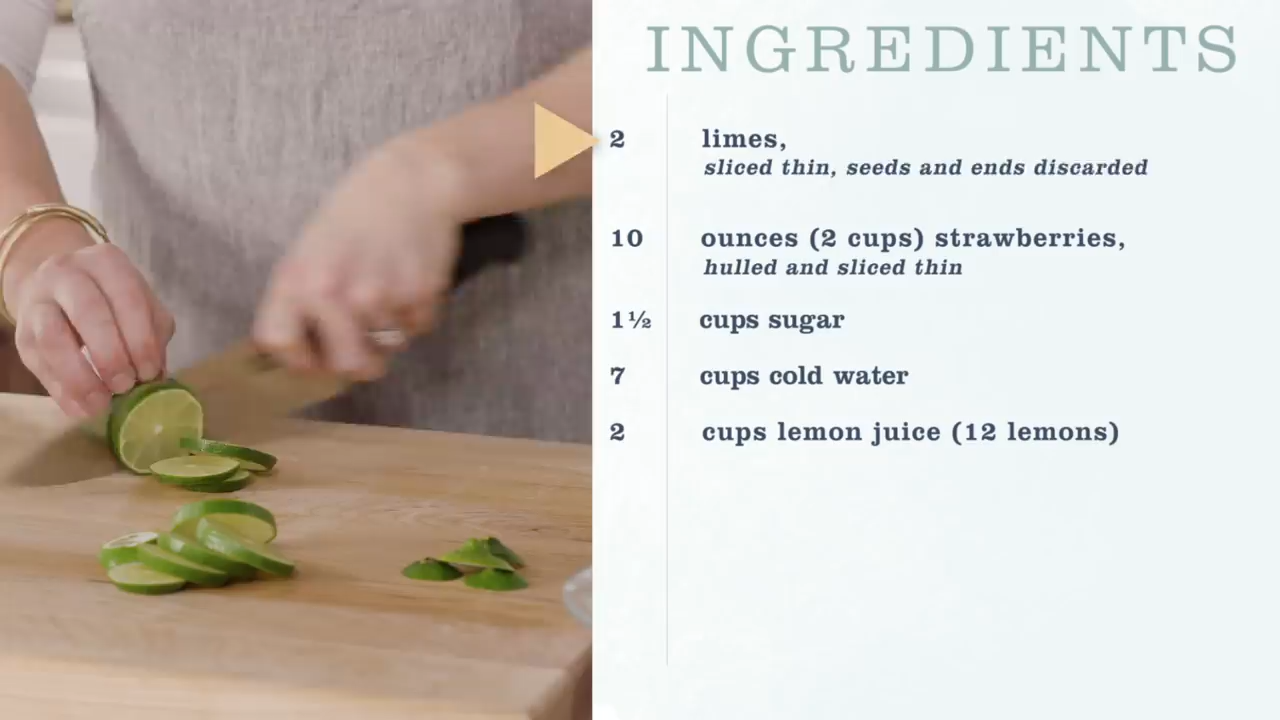 INGREDIENTS
2 limes,
sliced thin, seeds and ends discarded
10 ounces (2 cups) strawberries,
hulled and sliced thin
1½ cups sugar
7 cups cold water
2 cups lemon juice (12 lemons)